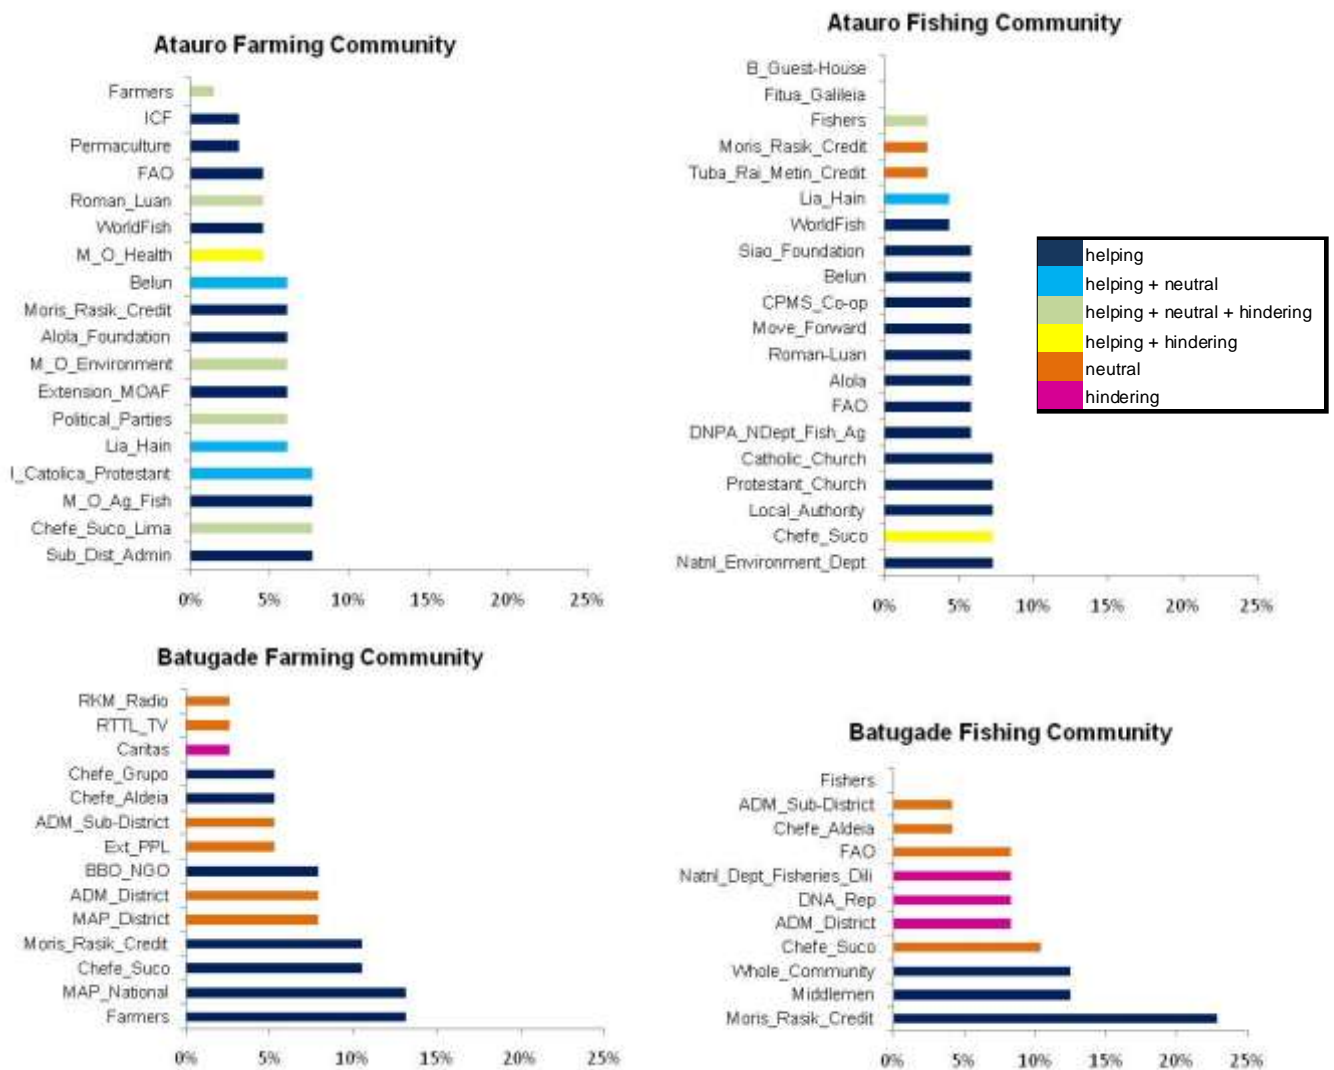 Atauro Farming Community
Farmers
ICF
Permaculture
FAO
Roman_Luan
WorldFish
M_O_Health
Belun
Moris_Rasik_Credit
Alola_Foundation
M_O_Environment
Extension_MOAF
Political_Parties
Lia_Hain
I_Catolica_Protestant
M_O_Ag_Fish
Chefe_Suco_Lima
Sub_Dist_Admin
0% 5% 10% 15% 20% 25%
Atauro Fishing Community
B_Guest-House
Fitua_Galileia
Fishers
Moris_Rasik_Credit
Tuba_Rai_Metin_Credit
Lia_Hain
WorldFish
Siao_Foundation
Belun
CPMS_Co-op
Move_Forward
Roman-Luan
Alola
FAO
DNPA_NDept_Fish_Ag
Catholic_Church
Protestant_Church
Local_Authority
Chefe_Suco
Natnl_Environment_Dept
0% 5% 10% 15% 20% 25%
helping
helping + neutral
helping + neutral + hindering
helping + hindering
neutral
hindering
Batugade Farming Community
RKM_Radio
RTTL_TV
Caritas
Chefe_Grupo
Chefe_Aldeia
ADM_Sub-District
Ext_PPL
BBO_NGO
ADM_District
MAP_District
Moris_Rasik_Credit
Chefe_Suco
MAP_National
Farmers
0% 5% 10% 15% 20% 25%
Batugade Fishing Community
Fishers
ADM_Sub-District
Chefe_Aldeia
FAO
Natnl_Dept_Fisheries_Dili
DNA_Rep
ADM_District
Chefe_Suco
Whole_Community
Middlemen
Moris_Rasik_Credit
0% 5% 10% 15% 20% 25%